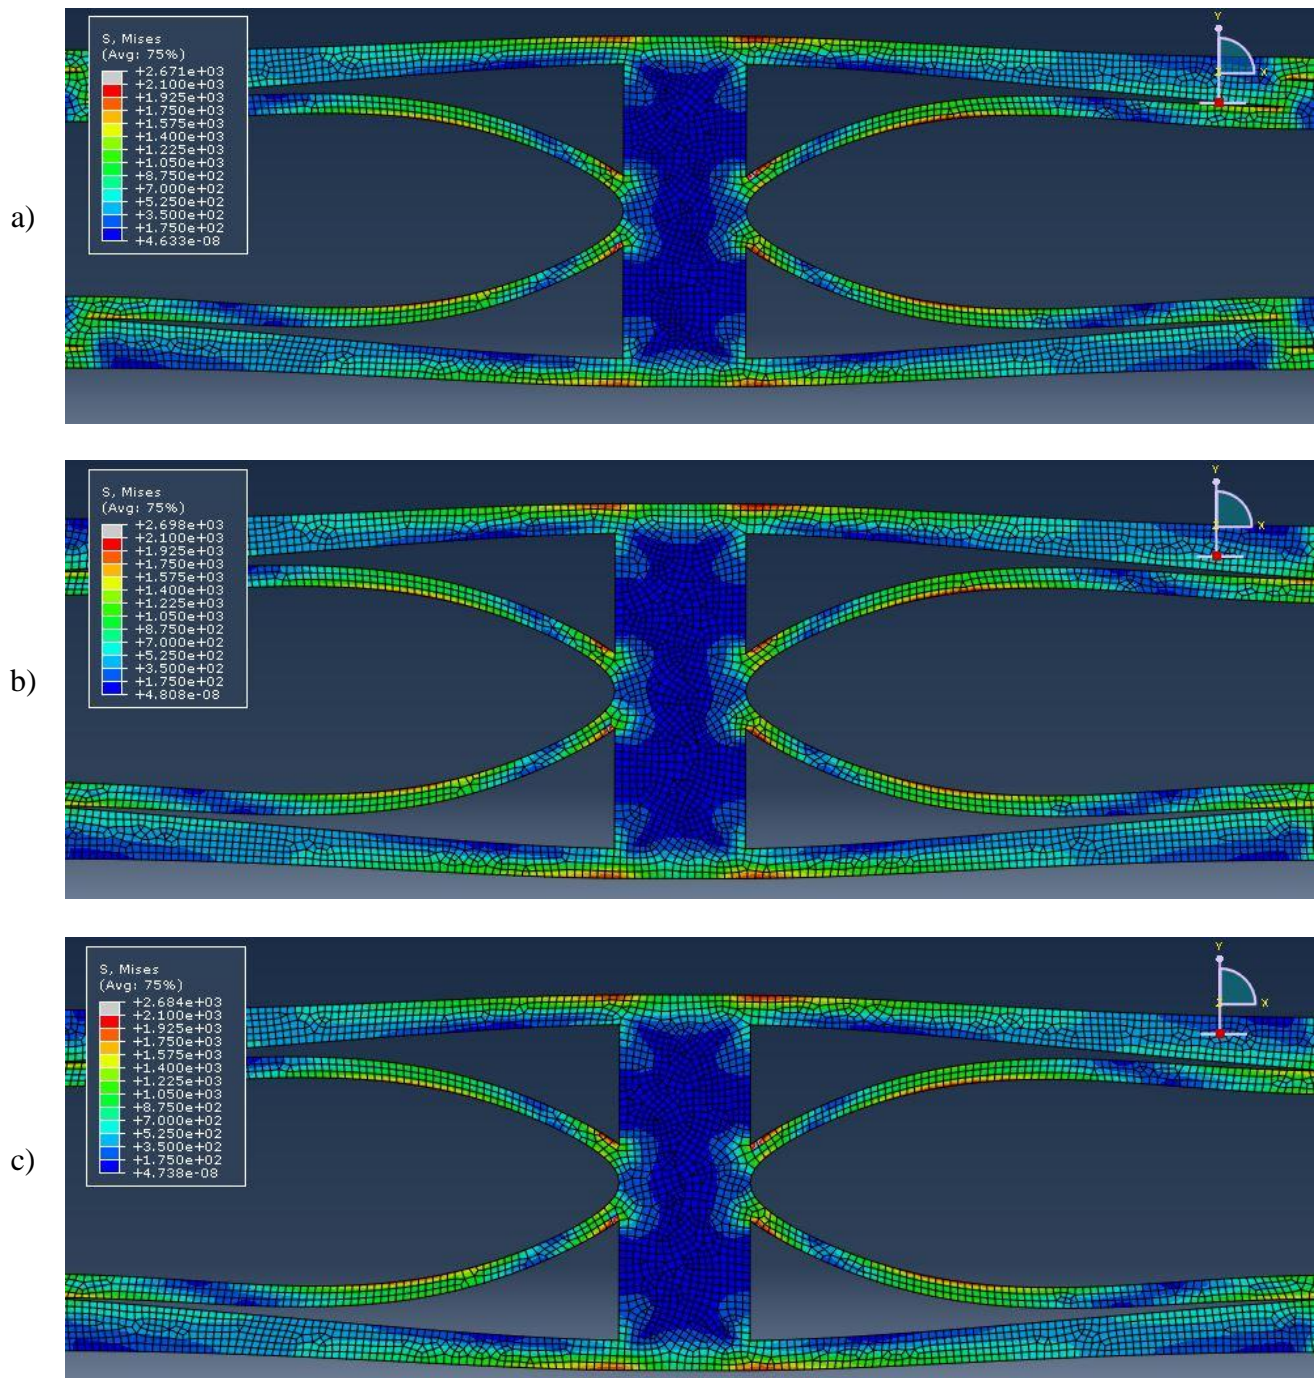 a)
S, Mises
(Avg: 75%)
+2.671e+03
+2.100e+03
+1.925e+03
+1.750e+03
+1.575e+03
+1.400e+03
+1.225e+03
+1.050e+03
+8.750e+02
+7.000e+02
+5.250e+02
+3.500e+02
+1.750e+02
+4.633e-08
Y
Z
X
b)
S, Mises
(Avg: 75%)
+2.698e+03
+2.100e+03
+1.925e+03
+1.750e+03
+1.575e+03
+1.400e+03
+1.225e+03
+1.050e+03
+8.750e+02
+7.000e+02
+5.250e+02
+3.500e+02
+1.750e+02
+4.808e-08
Y
Z
X
c)
S, Mises
(Avg: 75%)
+2.684e+03
+2.100e+03
+1.925e+03
+1.750e+03
+1.575e+03
+1.400e+03
+1.225e+03
+1.050e+03
+8.750e+02
+7.000e+02
+5.250e+02
+3.500e+02
+1.750e+02
+4.738e-08
Y
Z
X